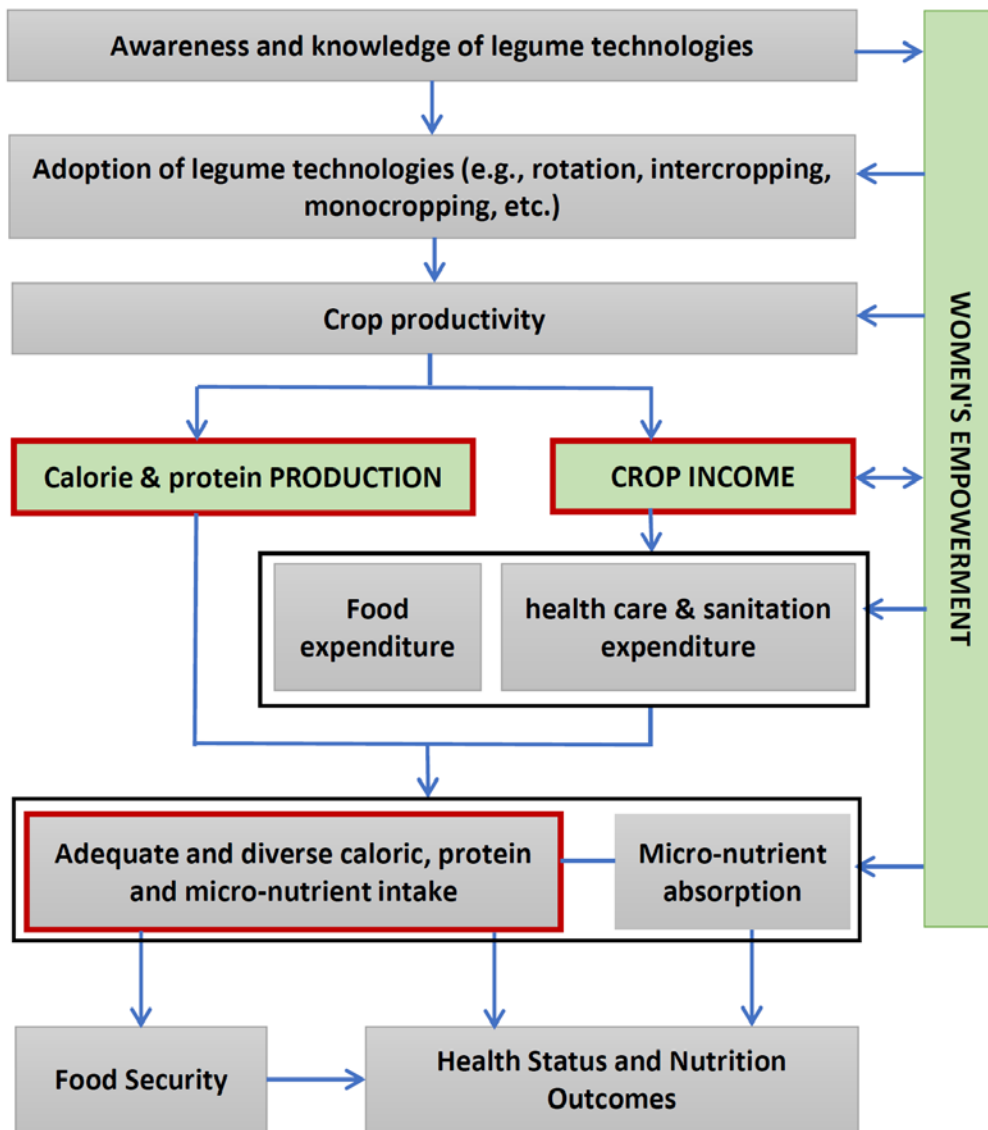 Awareness and knowledge of legume technologies
Adoption of legume technologies (e.g., rotation, intercropping,
monocropping, etc.)
Crop productivity
Calorie & protein PRODUCTION
CROP INCOME
Food
expenditure
health care & sanitation
expenditure
Adequate and diverse caloric, protein
and micro-nutrient intake
Micro-nutrient
absorption
Food Security
Health Status and Nutrition
Outcomes
WOMEN'S EMPOWERMENT